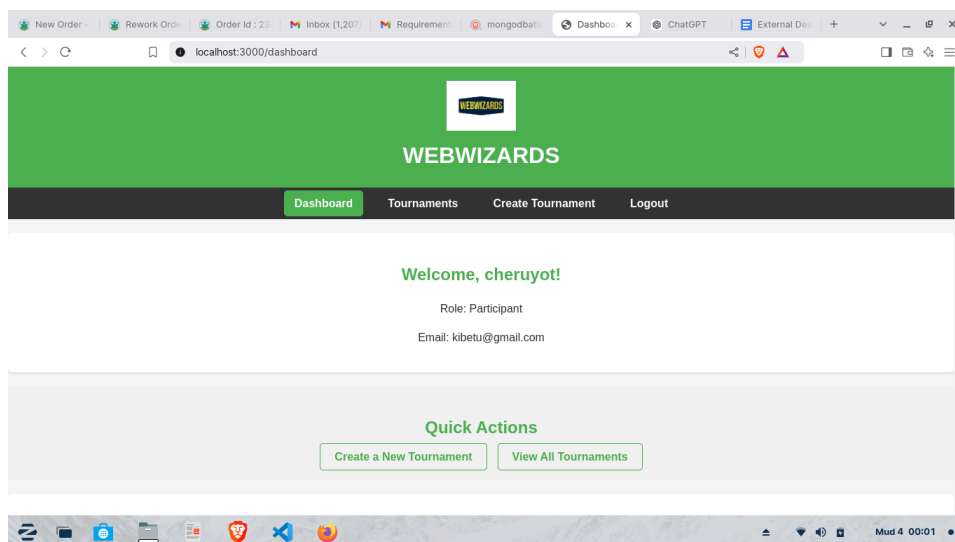 New Order -
Rework Orde
Order Id : 23
Inbox (1,207)
Requirement
mongodbatla
Dashboa
ChatGPT
External Des
localhost:3000/dashboard
WEBWIZARDS
WEBWIZARDS
Dashboard Tournaments Create Tournament Logout
Welcome, cheruyot!
Role: Participant
Email: kibetu@gmail.com
Quick Actions
Create a New Tournament View All Tournaments
Mud 4 00:01